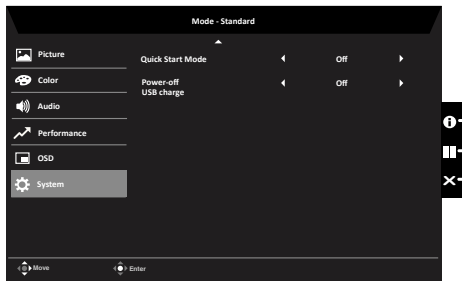 Mode - Standard
Picture
Color
Audio
Performance
OSD
System
Quick Start Mode
Off
Power-off
USB charge
Off
Move
Enter